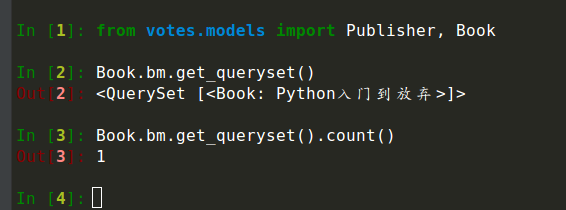 In [1]: from votes.models import Publisher, Book
In [2]: Book.bm.get_queryset()
Out[2]: <QuerySet [<Book: Python入门到放弃>]>
In [3]: Book.bm.get_queryset().count()
Out[3]: 1
In [4]: